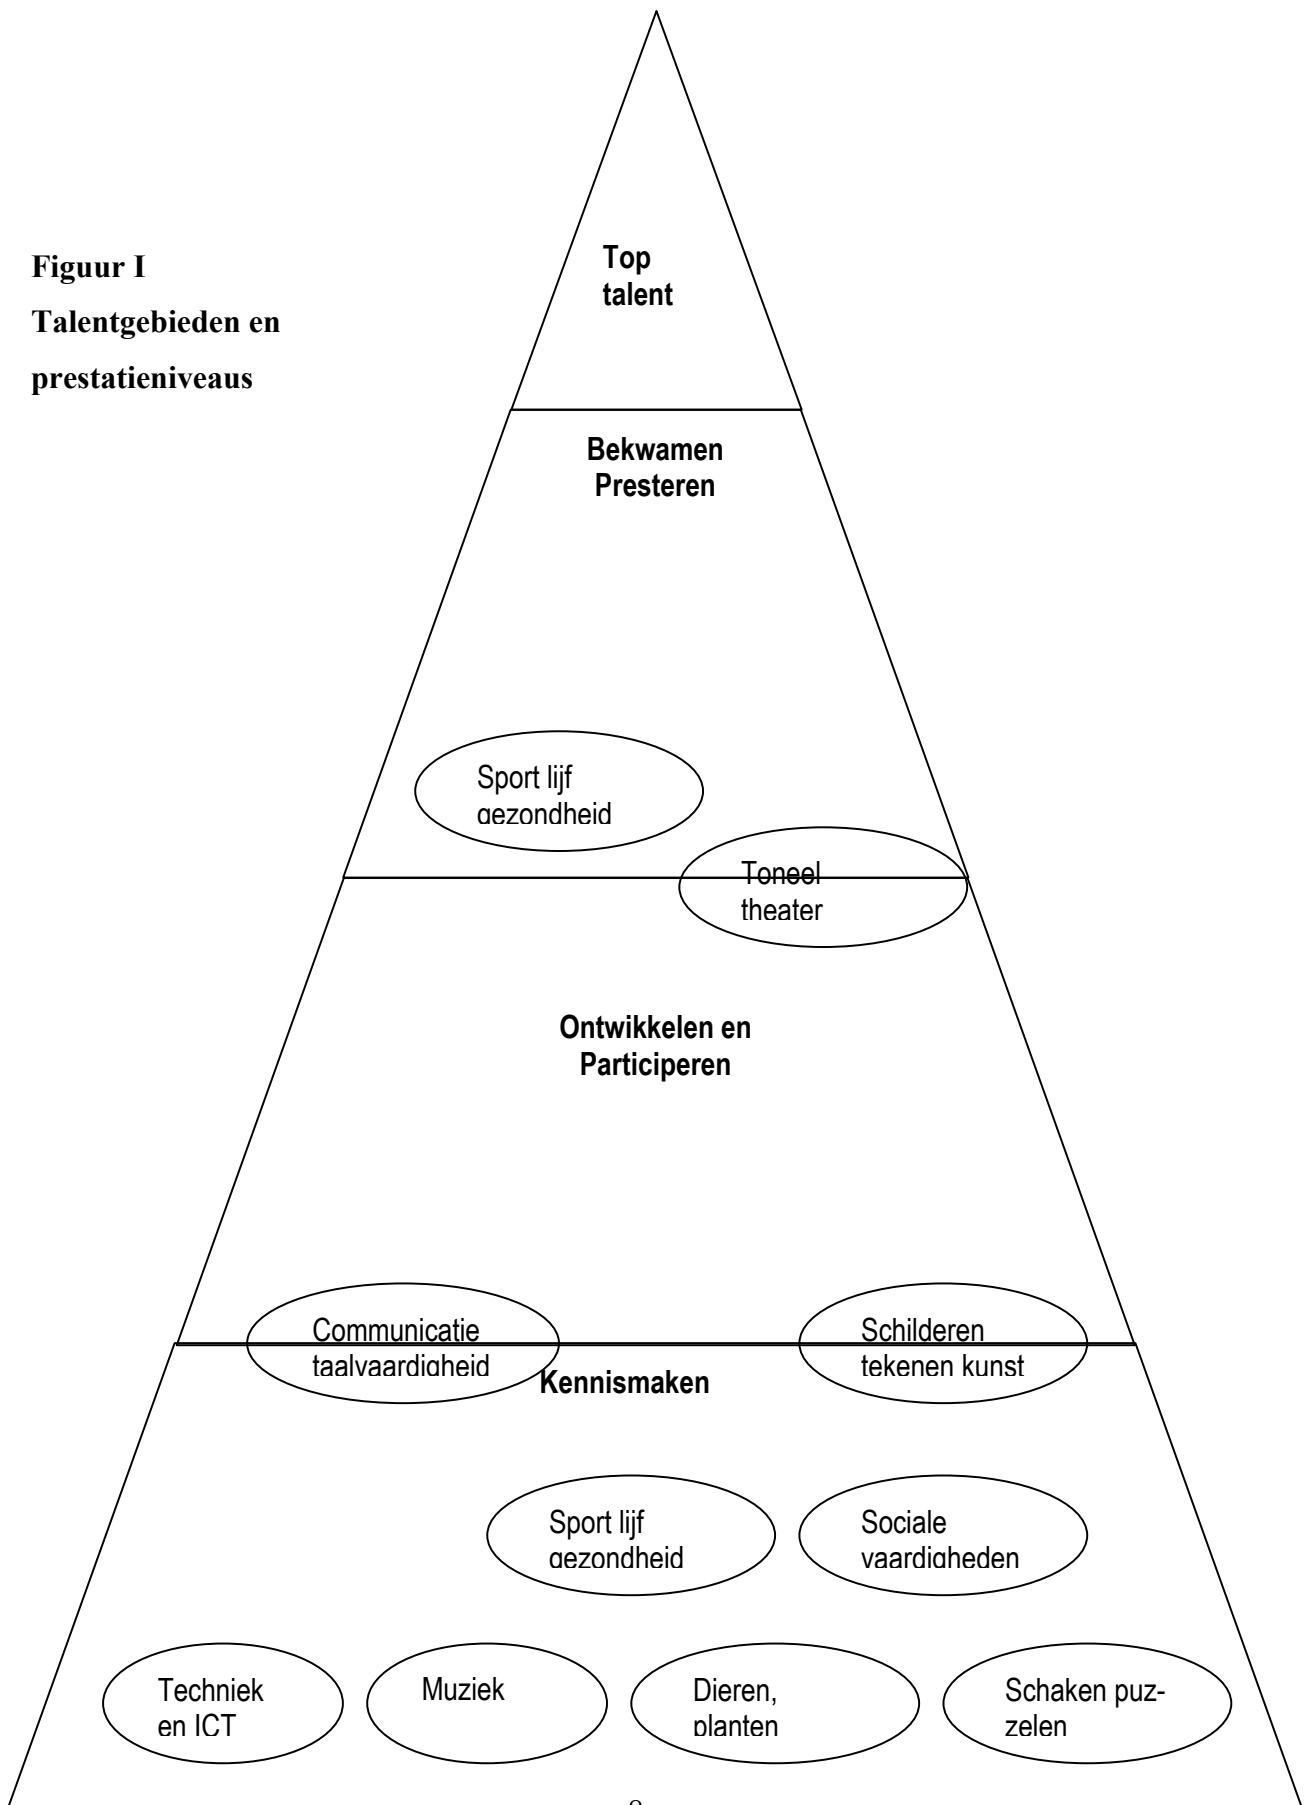 Top
talent
Figuur I
Talentgebieden en
prestatieniveaus
Bekwamen
Presteren
Sport lijf
gezondheid
Toneel
theater
Ontwikkelen en
Participeren
Communicatie
taalvaardigheid
Schilderen
tekenen kunst
Kennismaken
Sport lijf
gezondheid
Sociale
vaardigheden
Techniek
en ICT
Muziek
Dieren,
planten
Schaken puz-
zelen